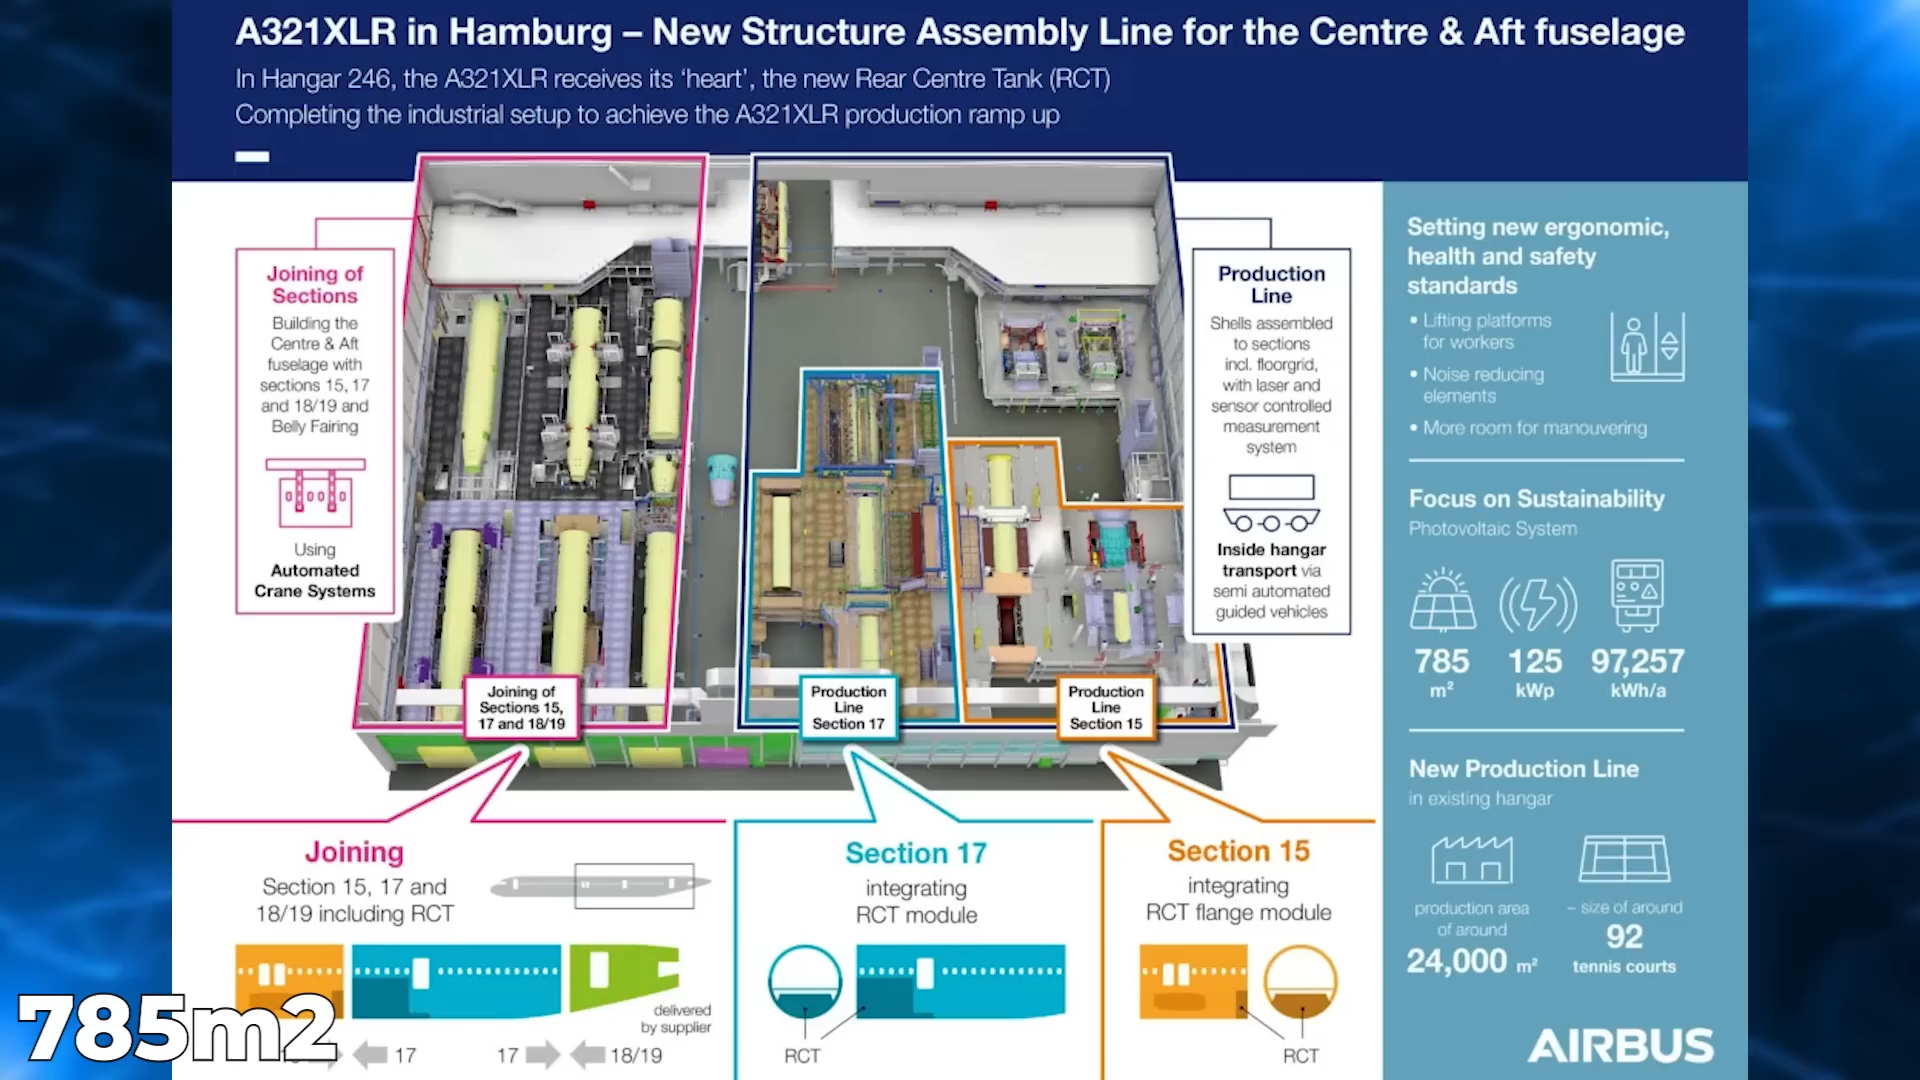 A321XLR in Hamburg – New Structure Assembly Line for the Centre & Aft fuselage
In Hangar 246, the A321XLR receives its ‘heart’, the new Rear Centre Tank (RCT)
Completing the industrial setup to achieve the A321XLR production ramp up
Joining of
Sections
Building the
Centre & Aft
fuselage with
sections 15, 17
and 18/19 and
Belly Fairing
Using
Automated
Crane Systems
Production
Line
Shells assembled
to sections
incl. floorgrid,
with laser and
sensor controlled
measurement
system
Inside hangar
transport via
semi automated
guided vehicles
Joining of
Sections 15,
17 and 18/19
Production
Line
Section 17
Production
Line
Section 15
Joining
Section 15, 17 and
18/19 including RCT
delivered
by supplier
17
17
18/19
Section 17
integrating
RCT module
RCT
Section 15
integrating
RCT flange module
RCT
Setting new ergonomic,
health and safety
standards
• Lifting platforms
for workers
• Noise reducing
elements
• More room for manouvering
Focus on Sustainability
Photovoltaic System
785 125 97,257
m² kWp kWh/a
New Production Line
in existing hangar
production area
of around
24,000 m²
– size of around
92
tennis courts
AIRBUS
785m2